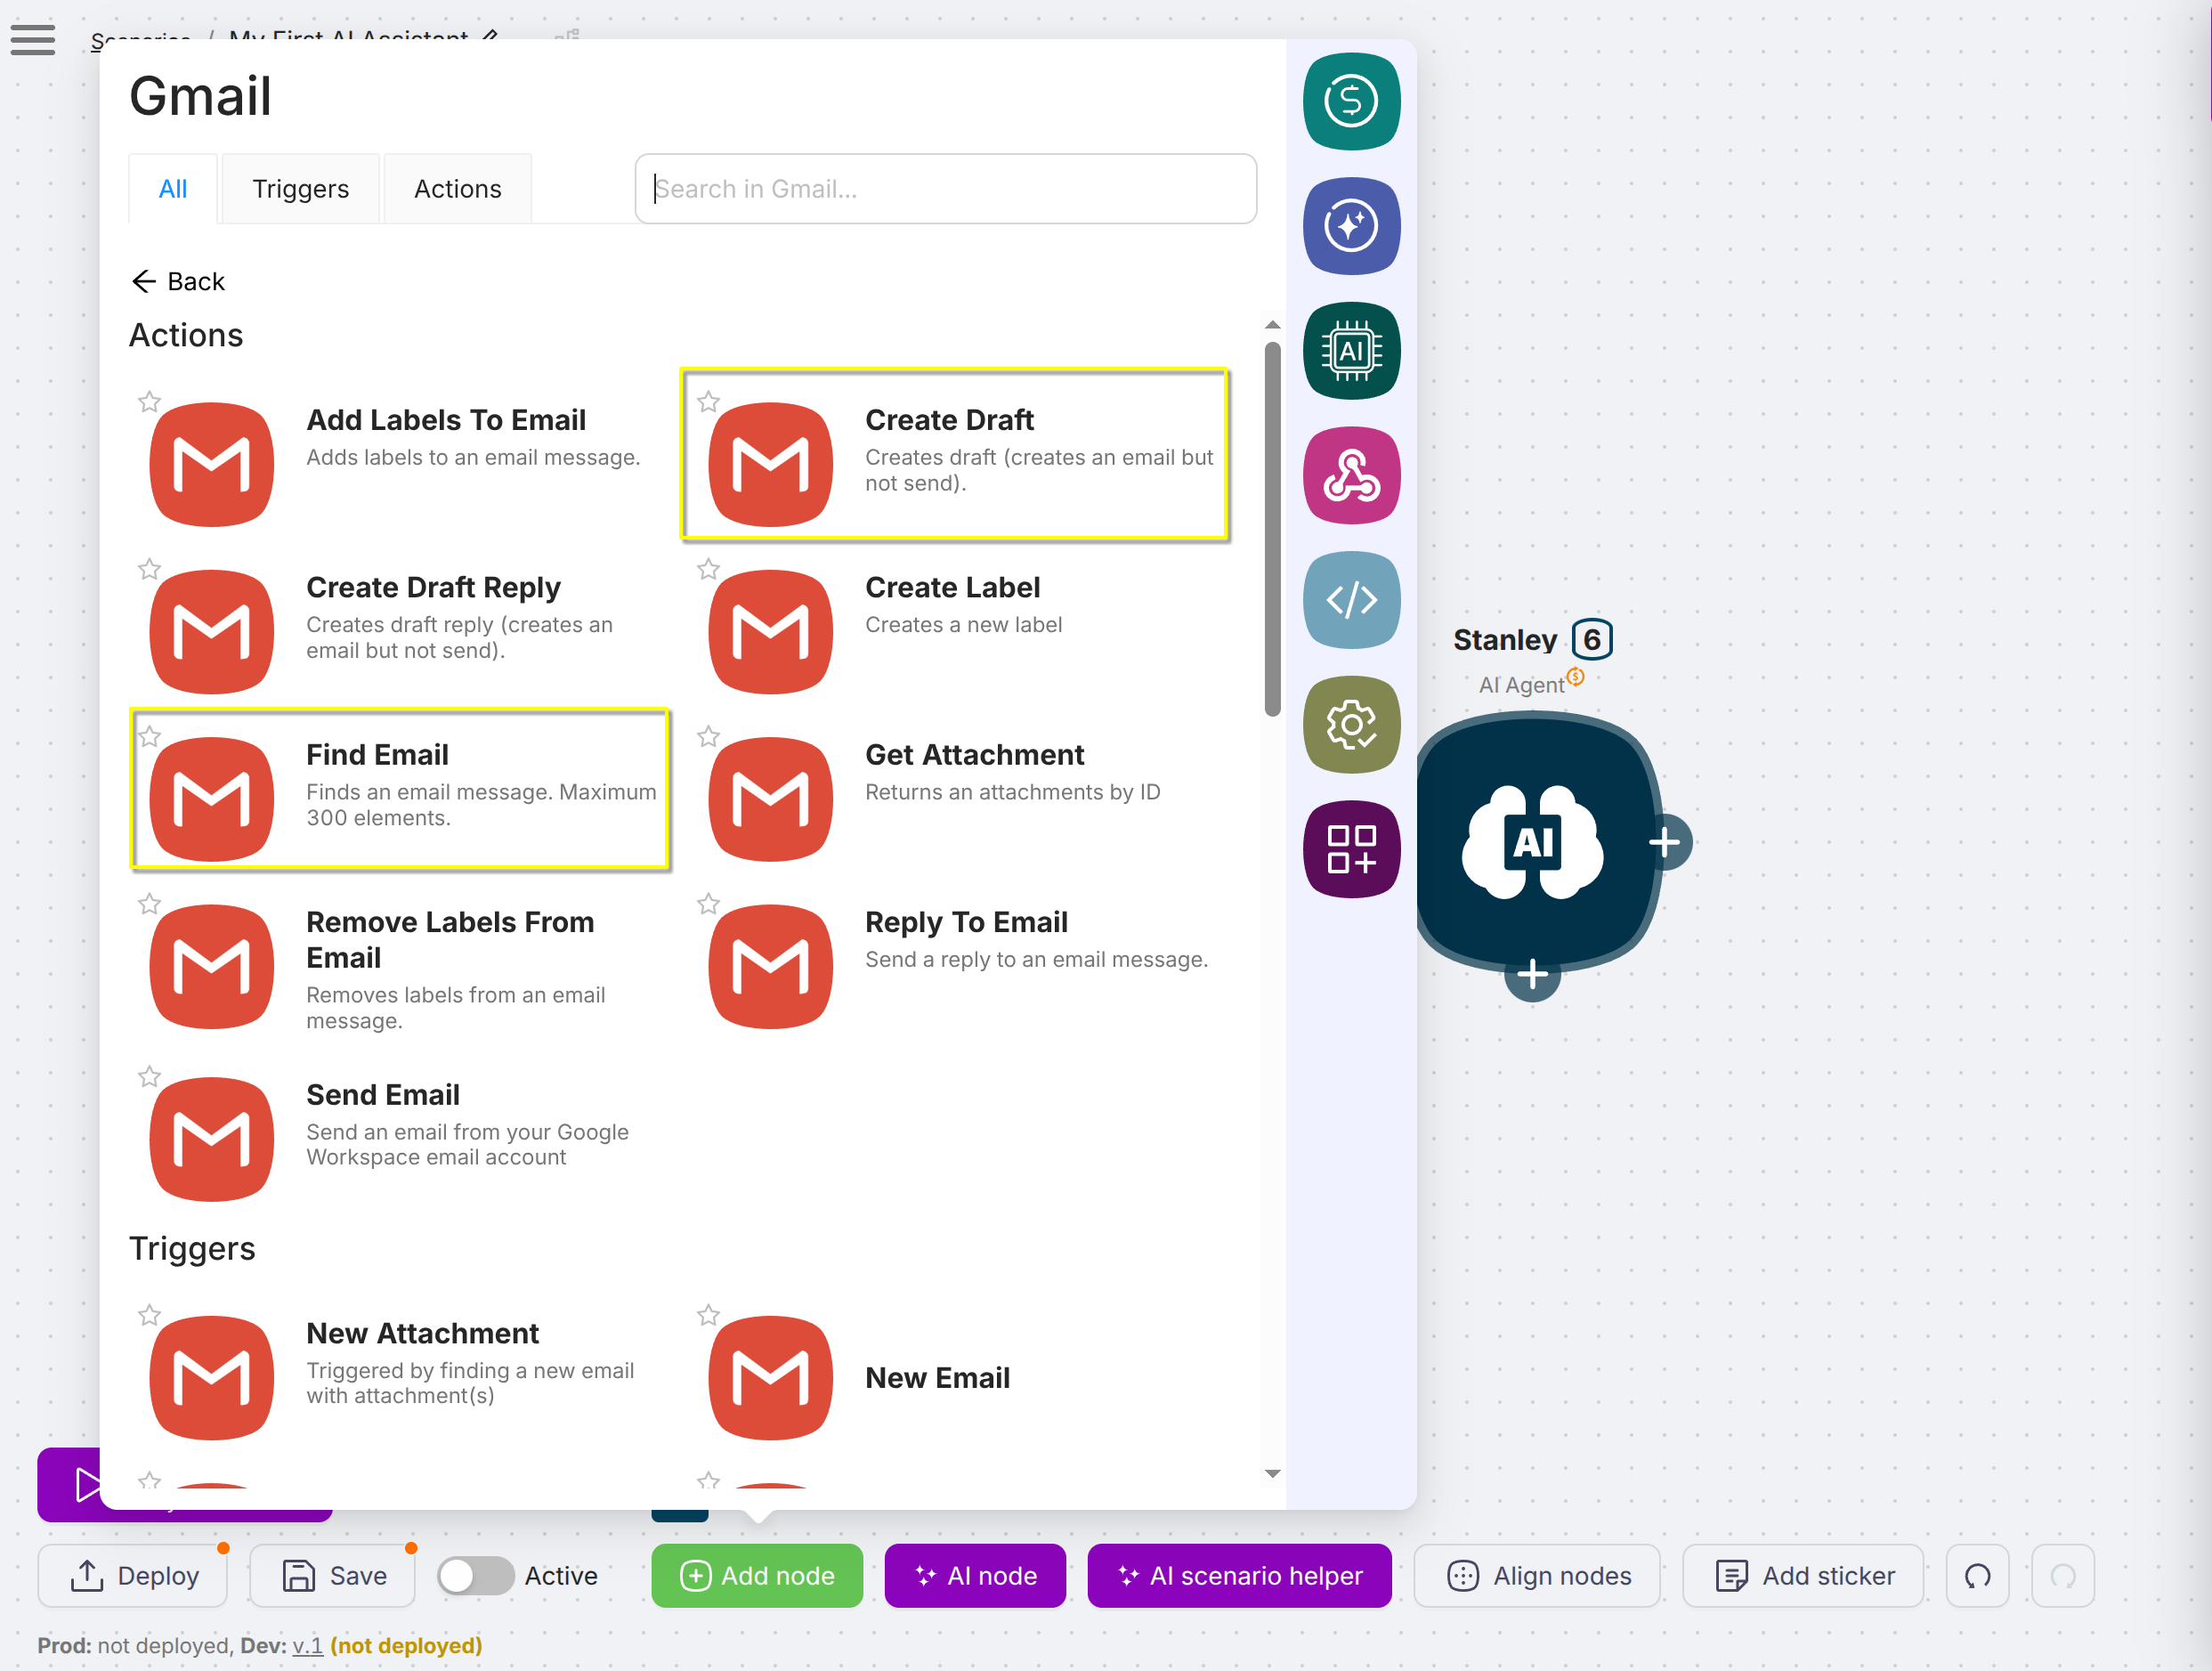 Scenarios / My First AI Assistant
Gmail
All
Triggers
Actions
Search in Gmail...
Back
Actions
Add Labels To Email
Adds labels to an email message.
Create Draft
Creates draft (creates an email but
not send).
Create Draft Reply
Creates draft reply (creates an
email but not send).
Create Label
Creates a new label
Find Email
Finds an email message. Maximum
300 elements.
Get Attachment
Returns an attachments by ID
Remove Labels From
Email
Removes labels from an email
message.
Reply To Email
Send a reply to an email message.
Send Email
Send an email from your Google
Workspace email account
Triggers
New Attachment
Triggered by finding a new email
with attachment(s)
New Email
AI
Stanley 6
AI Agent
AI
Deploy
Save
Active
Add node
AI node
AI scenario helper
Align nodes
Add sticker
Prod: not deployed, Dev: v.1 (not deployed)